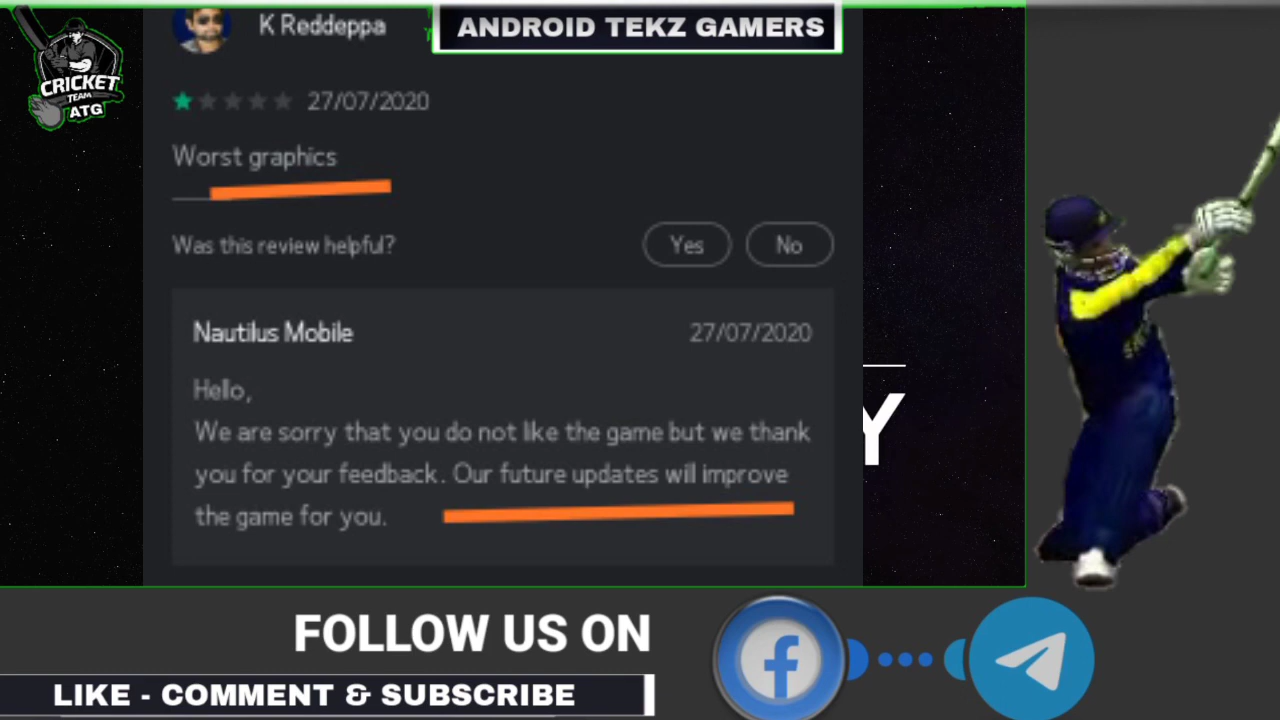 ANDROID TEKZ GAMERS
K Reddeppa
CRICKET
TEAM
ATG
27/07/2020
Worst graphics
Was this review helpful?
Yes
No
Nautilus Mobile
27/07/2020
Hello,
We are sorry that you do not like the game but we thank
you for your feedback. Our future updates will improve
the game for you.
Y
FOLLOW US ON
LIKE - COMMENT & SUBSCRIBE